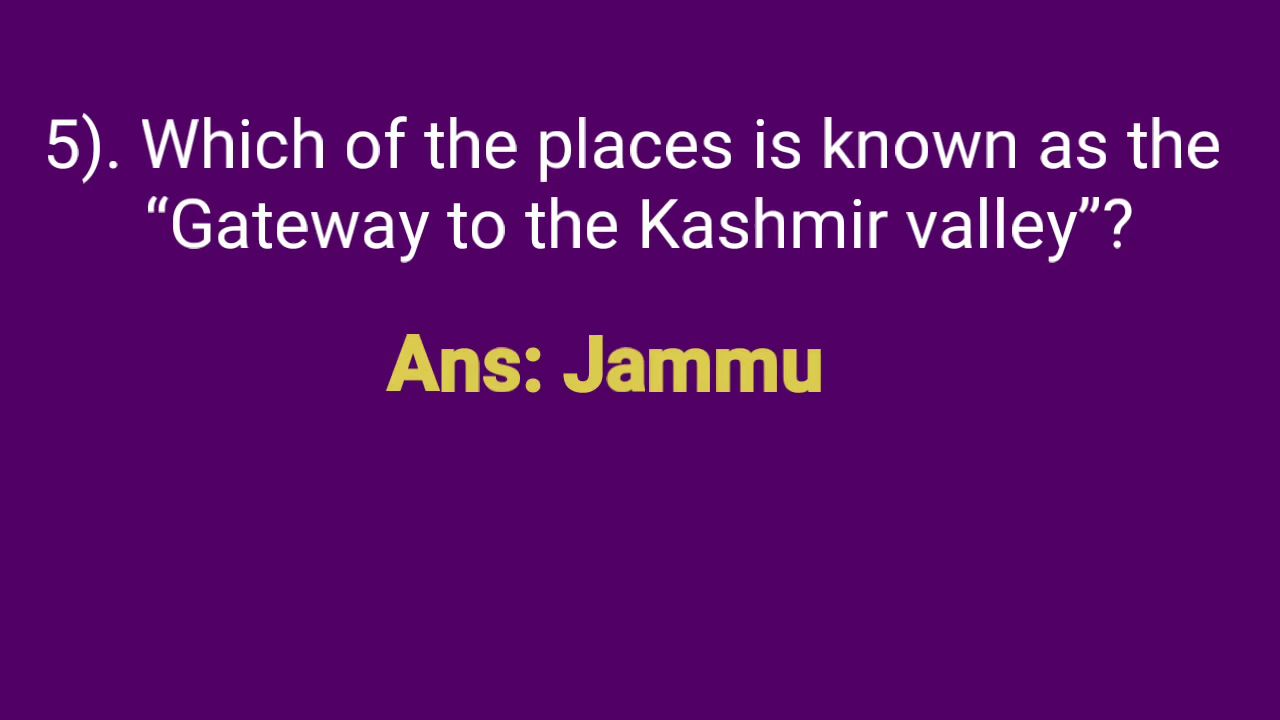 5). Which of the places is known as the
“Gateway to the Kashmir valley”?
Ans: Jammu